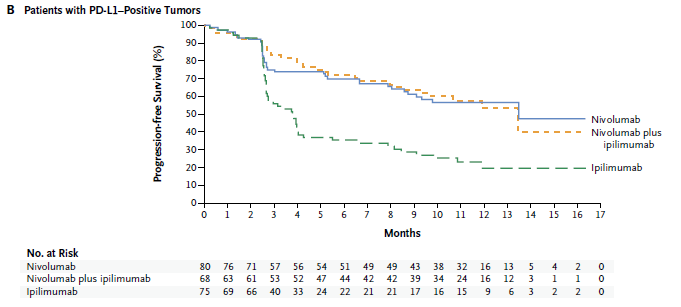 B Patients with PD-L1–Positive Tumors
Progression-free Survival (%)
100
90
80
70
60
50
40
30
20
10
0
Nivolumab
Nivolumab plus
ipilimumab
Ipilimumab
0 1 2 3 4 5 6 7 8 9 10 11 12 13 14 15 16 17
Months
No. at Risk
Nivolumab 80 76 71 57 56 54 51 49 49 43 38 32 16 13 5 4 2 0
Nivolumab plus ipilimumab 68 63 61 53 52 47 44 42 42 39 34 24 16 12 3 1 1 0
Ipilimumab 75 69 66 40 33 24 22 21 21 17 16 15 9 6 3 2 2 0